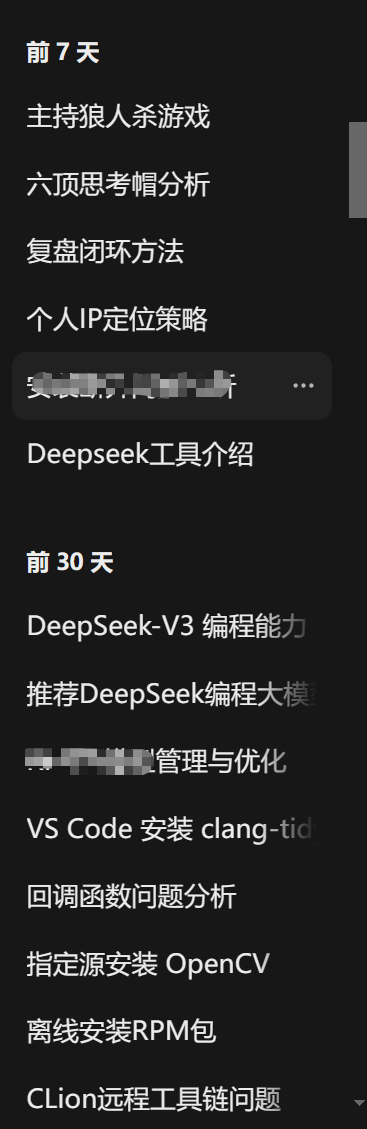 前 7 天
主持狼人杀游戏
六顶思考帽分析
复盘闭环方法
个人IP定位策略
析
Deepseek工具介绍
前 30 天
DeepSeek-V3 编程能力
推荐DeepSeek编程大模
管理与优化
VS Code 安装 clang-tid
回调函数问题分析
指定源安装 OpenCV
离线安装RPM包
CLion远程工具链问题